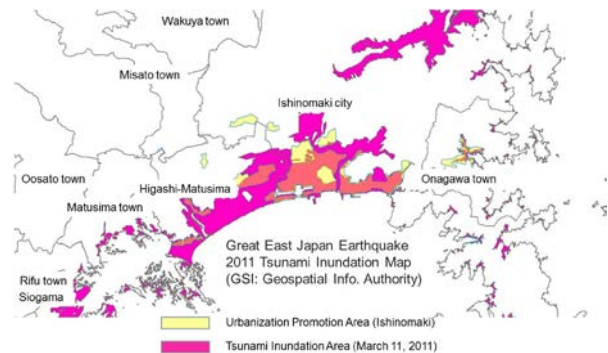 Wakuya town
Misato town
Ishinomaki city
Oosato town
Higashi-Matusima
Onagawa town
Matusima town
Great East Japan Earthquake
2011 Tsunami Inundation Map
(GSI: Geospatial Info. Authority)
Rifu town
Siogama
Urbanization Promotion Area (Ishinomaki)
Tsunami Inundation Area (March 11, 2011)